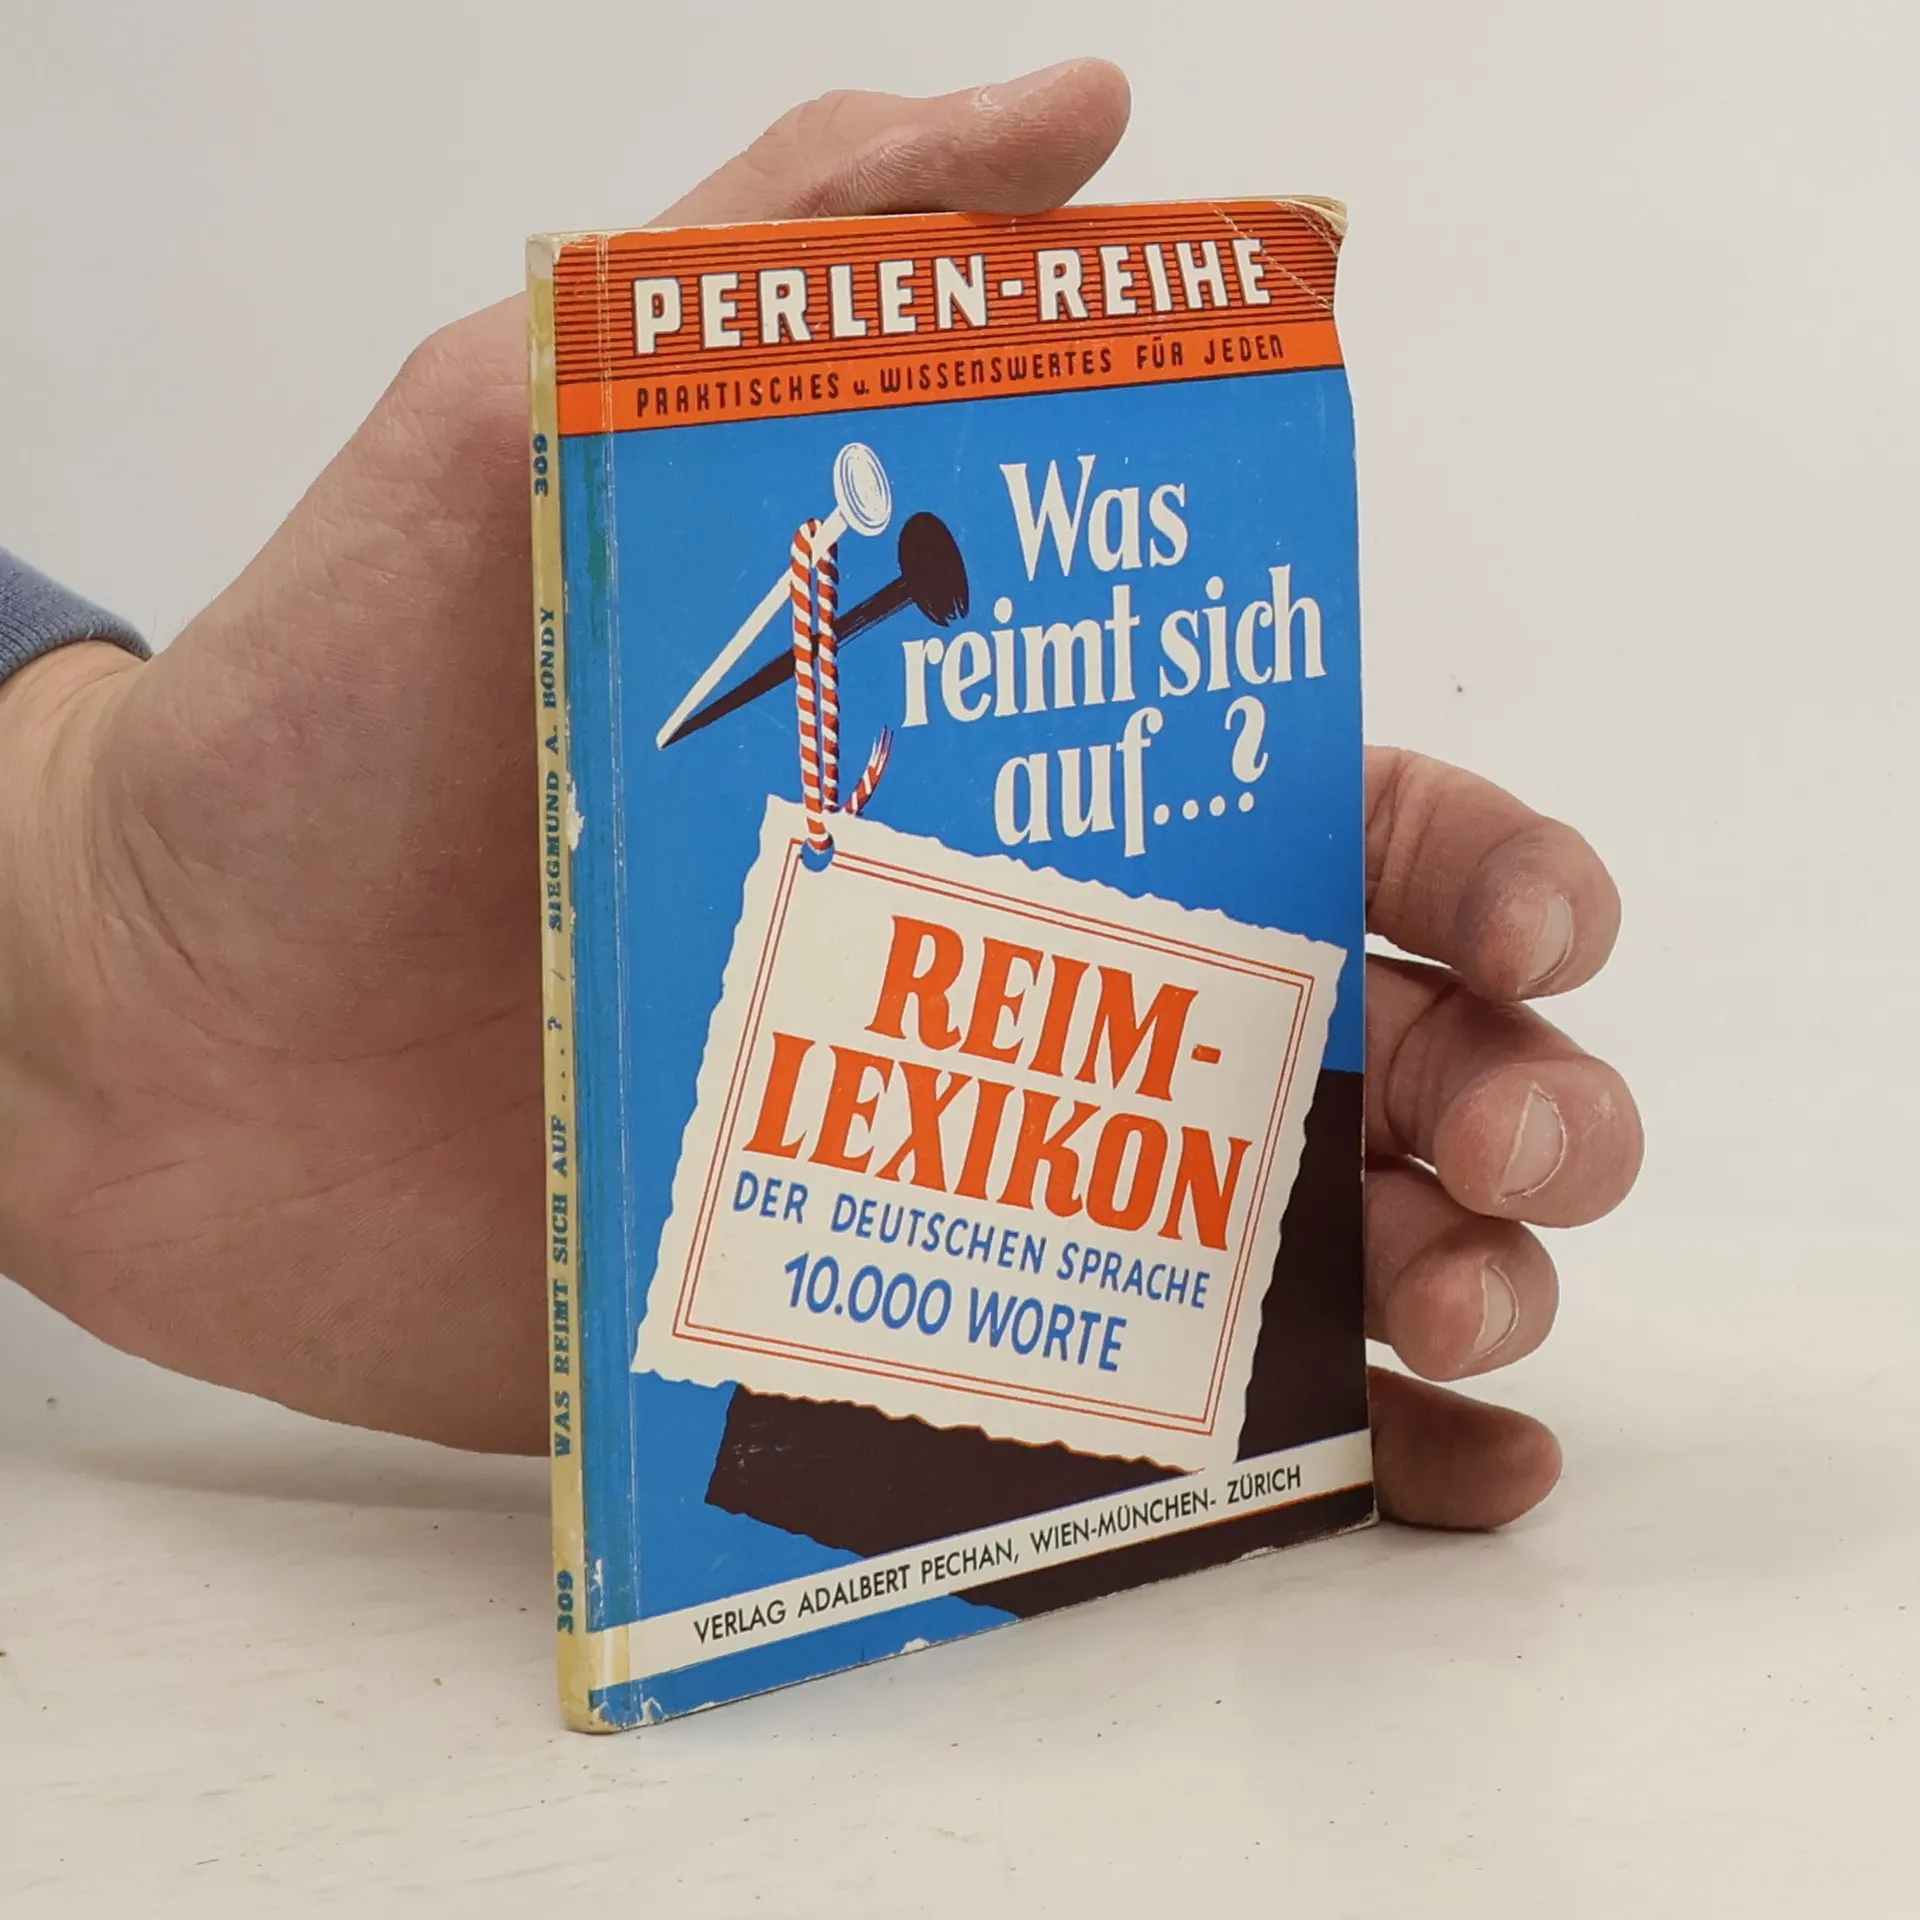 PERLEN-REIHE
PRAKTISCHES u. WISSENSWERTES FÜR JEDEN
Was
reimt sich
auf....?
REIM-
LEXIKON
DER DEUTSCHEN SPRACHE
10.000 WORTE
VERLAG ADALBERT PECHAN, WIEN-MÜNCHEN- ZÜRICH
309 WAS REIMT SICH AUF....? / SIEGMUND A. BONDY 309